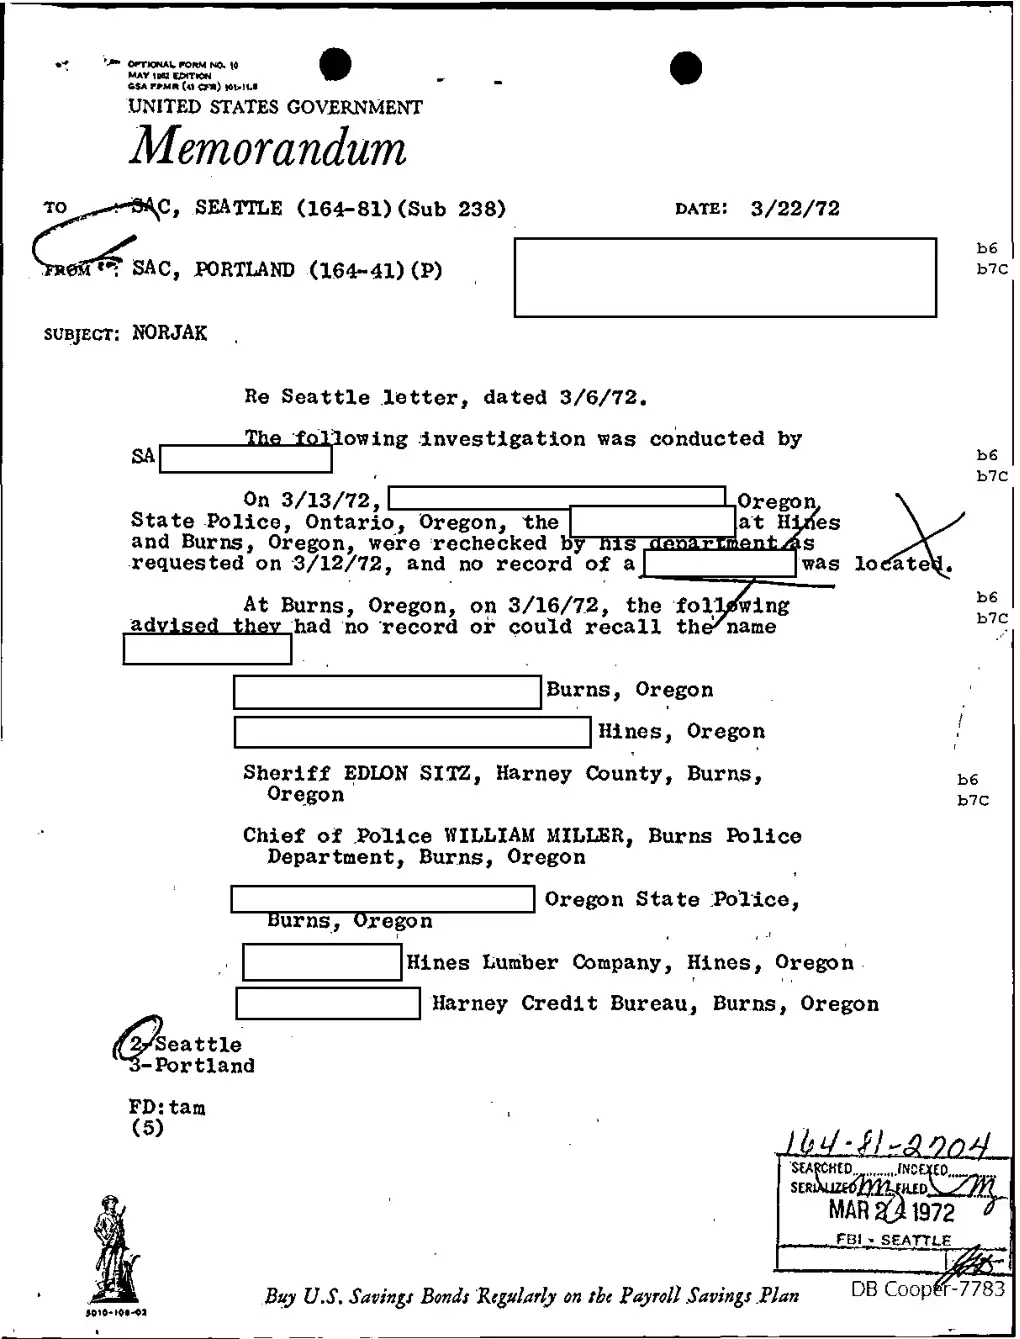 OPTIONAL FORM NO. 10
MAY 1962 EDITION
GSA FPMR (41 CFR) 101-11.6
UNITED STATES GOVERNMENT
Memorandum
TO : SAC, SEATTLE (164-81)(Sub 238) DATE: 3/22/72
b6
FROM : SAC, PORTLAND (164-41)(P) b7C
SUBJECT: NORJAK
Re Seattle letter, dated 3/6/72.
The following investigation was conducted by
SA b6
b7C
On 3/13/72, Oregon
State Police, Ontario, Oregon, the at Hines
and Burns, Oregon, were rechecked by his department as
requested on 3/12/72, and no record of a was located.
At Burns, Oregon, on 3/16/72, the following b6
advised they had no record or could recall the name b7C
Burns, Oregon
Hines, Oregon
Sheriff EDLON SITZ, Harney County, Burns, b6
Oregon b7C
Chief of Police WILLIAM MILLER, Burns Police
Department, Burns, Oregon
Oregon State Police,
Burns, Oregon
Hines Lumber Company, Hines, Oregon
Harney Credit Bureau, Burns, Oregon
2-Seattle
3-Portland
FD:tam
(5)
164-81-2704
SEARCHED INDEXED
SERIALIZED FILED
MAR 24 1972
FBI - SEATTLE
5010-108-02
Buy U.S. Savings Bonds Regularly on the Payroll Savings Plan
DB Cooper-7783